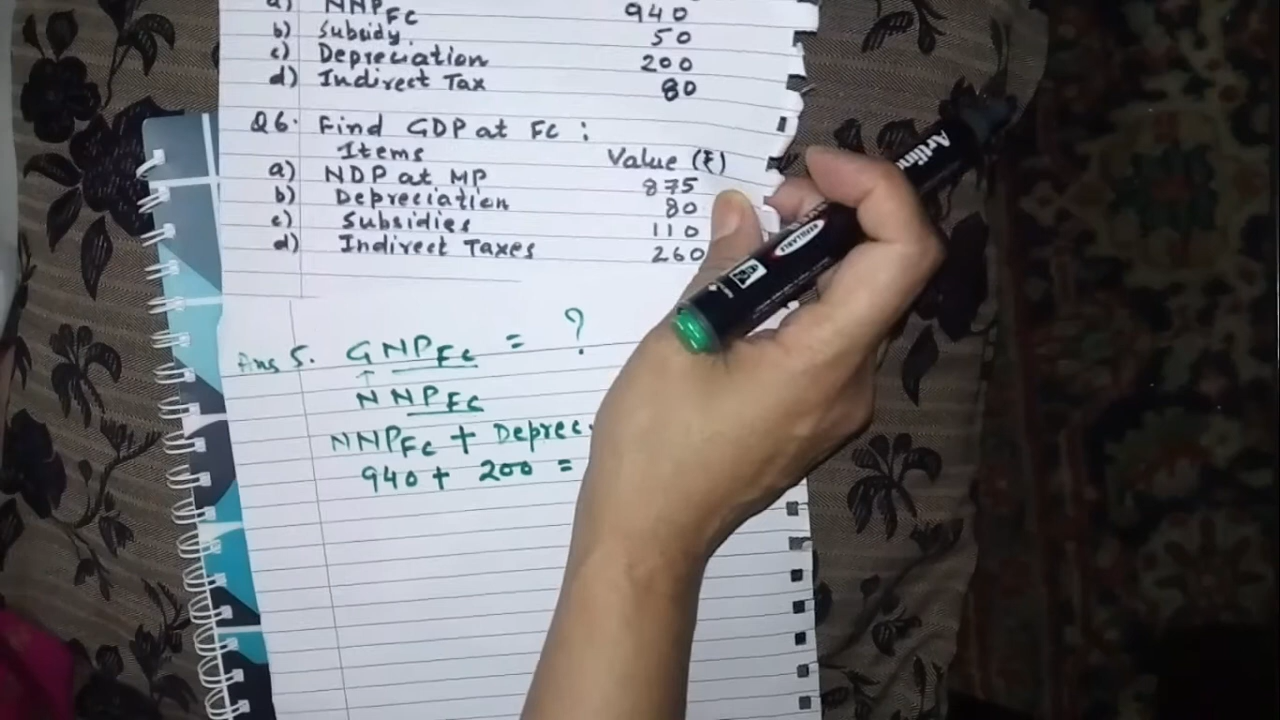 a) NNPFC 940
b) Subsidy. 50
c) Depreciation 200
d) Indirect Tax 80
Q6. Find GDP at FC :
Items Value (₹)
a) NDP at MP 875
b) Depreciation 80
c) Subsidies 110
d) Indirect Taxes 260
Ans 5. GNPFC = ?
NNPFC
NNPFC + Deprec.
940 + 200 =
Artline